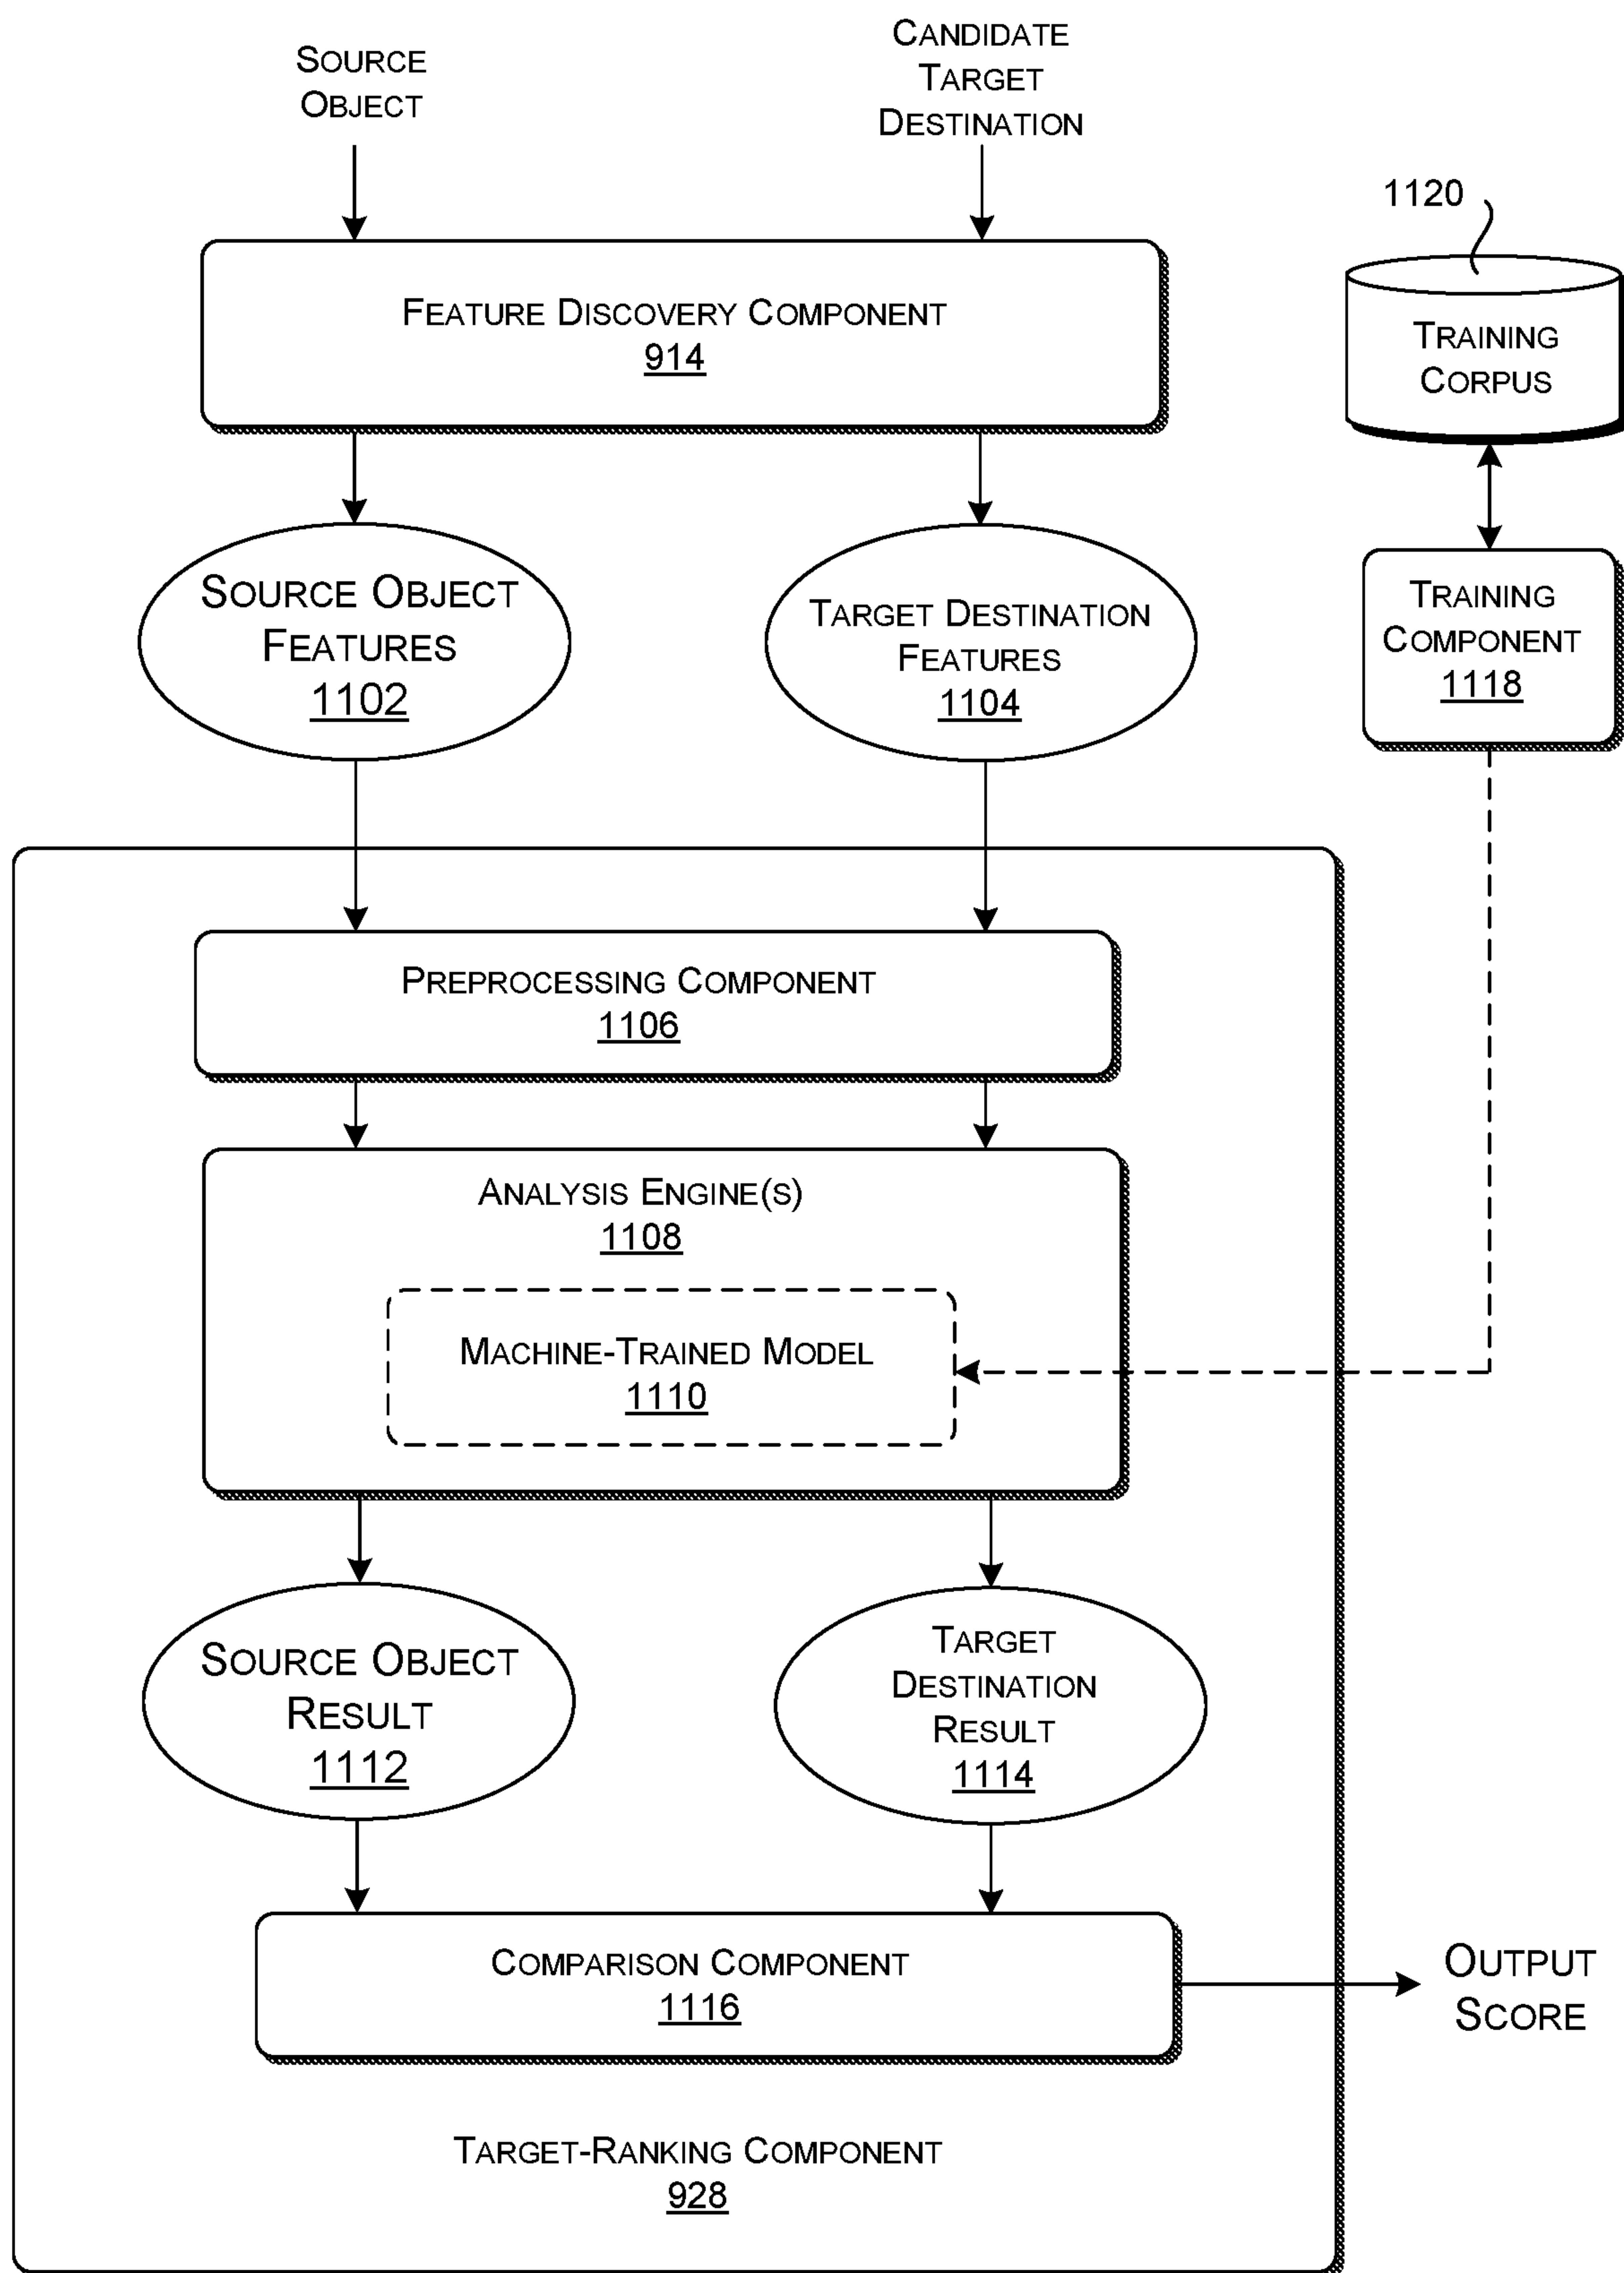 SOURCE
OBJECT
CANDIDATE
TARGET
DESTINATION
1120
FEATURE DISCOVERY COMPONENT
914
TRAINING
CORPUS
SOURCE OBJECT
FEATURES
1102
TARGET DESTINATION
FEATURES
1104
TRAINING
COMPONENT
1118
PREPROCESSING COMPONENT
1106
ANALYSIS ENGINE(S)
1108
MACHINE-TRAINED MODEL
1110
SOURCE OBJECT
RESULT
1112
TARGET
DESTINATION
RESULT
1114
COMPARISON COMPONENT
1116
OUTPUT
SCORE
TARGET-RANKING COMPONENT
928